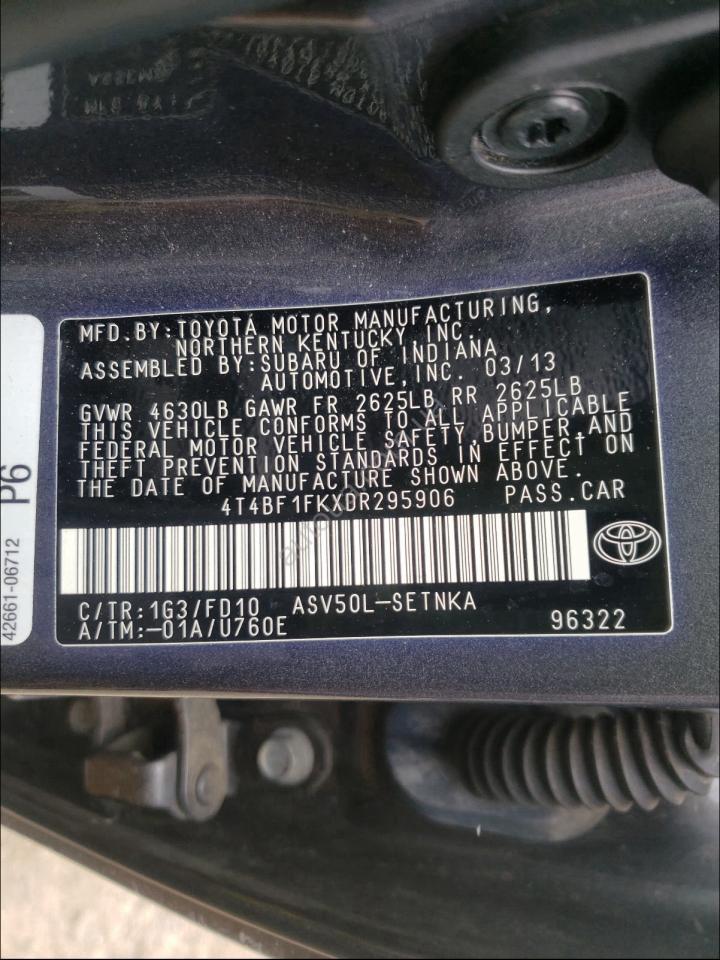 MFD.BY:TOYOTA MOTOR MANUFACTURING,
NORTHERN KENTUCKY, INC.
ASSEMBLED BY:SUBARU OF INDIANA
AUTOMOTIVE,INC. 03/13
GVWR 4630LB GAWR FR 2625LB RR 2625LB
THIS VEHICLE CONFORMS TO ALL APPLICABLE
FEDERAL MOTOR VEHICLE SAFETY,BUMPER,AND
THEFT PREVENTION STANDARDS IN EFFECT ON
THE DATE OF MANUFACTURE SHOWN ABOVE.
4T4BF1FKXDR295906 PASS.CAR
C/TR:1G3/FD10 ASV50L-SETNKA
A/TM:-01A/U760E 96322
P6
42661-06712